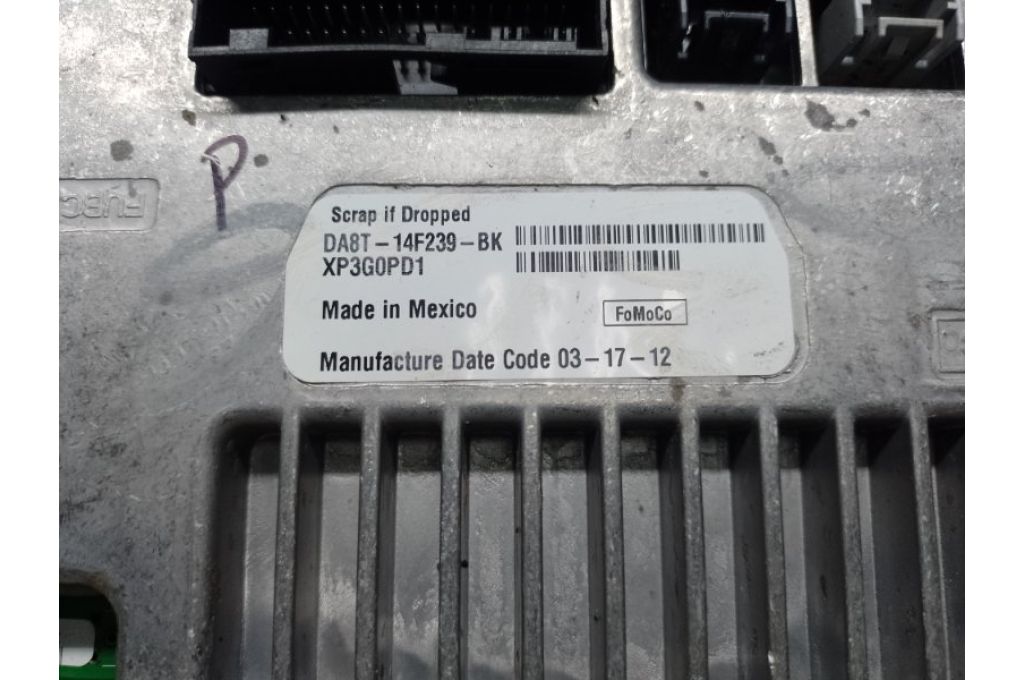 P
Scrap if Dropped
DA8T-14F239-BK
XP3G0PD1
Made in Mexico
FoMoCo
Manufacture Date Code 03-17-12